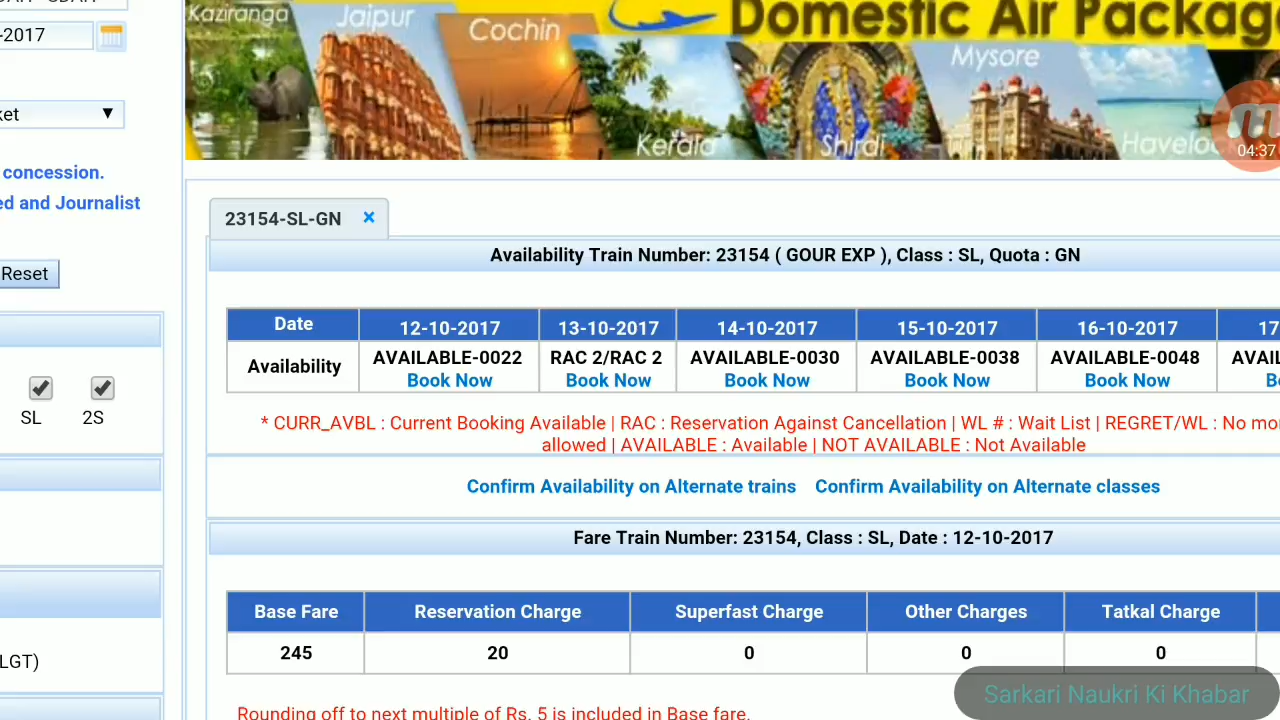 Domestic Air Packag
Kaziranga
Jaipur
Cochin
Mysore
Kerala
Shirdi
Haveloc
-2017
04:37
ket ▼
concession.
ed and Journalist
23154-SL-GN ×
Availability Train Number: 23154 ( GOUR EXP ), Class : SL, Quota : GN
Reset
Date 12-10-2017 13-10-2017 14-10-2017 15-10-2017 16-10-2017 17
Availability AVAILABLE-0022 RAC 2/RAC 2 AVAILABLE-0030 AVAILABLE-0038 AVAILABLE-0048 AVAIL
Book Now Book Now Book Now Book Now Book Now B
SL 2S
* CURR_AVBL : Current Booking Available | RAC : Reservation Against Cancellation | WL # : Wait List | REGRET/WL : No mo
allowed | AVAILABLE : Available | NOT AVAILABLE : Not Available
Confirm Availability on Alternate trains Confirm Availability on Alternate classes
Fare Train Number: 23154, Class : SL, Date : 12-10-2017
Base Fare Reservation Charge Superfast Charge Other Charges Tatkal Charge
245 20 0 0 0
LGT)
Sarkari Naukri Ki Khabar
Rounding off to next multiple of Rs. 5 is included in Base fare.